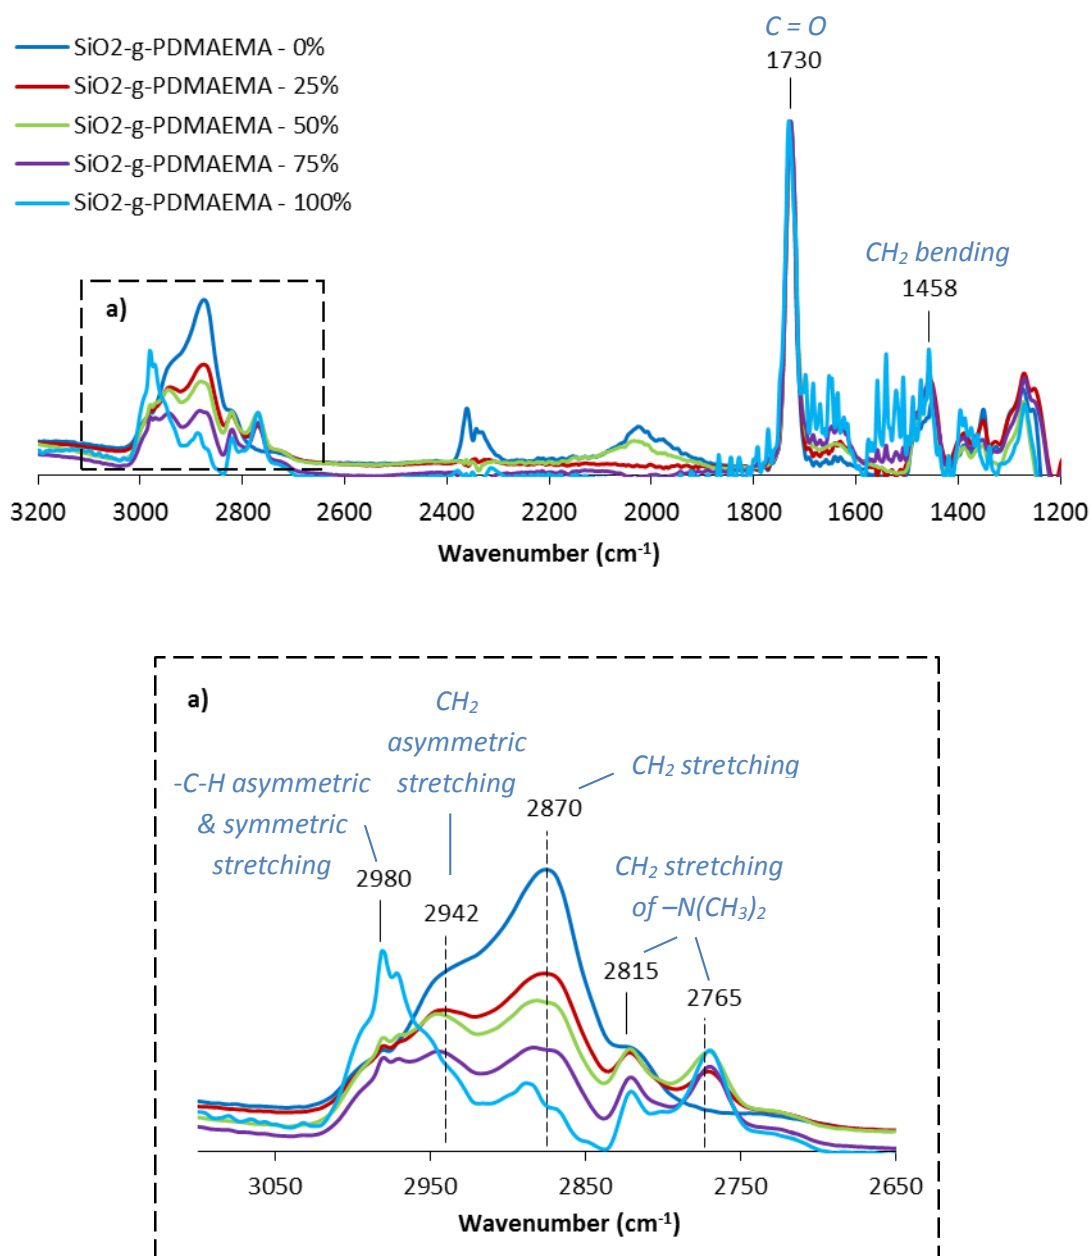 C = O
1730
SiO2-g-PDMAEMA - 0%
SiO2-g-PDMAEMA - 25%
SiO2-g-PDMAEMA - 50%
SiO2-g-PDMAEMA - 75%
SiO2-g-PDMAEMA - 100%
CH₂ bending
1458
a)
3200 3000 2800 2600 2400 2200 2000 1800 1600 1400 1200
Wavenumber (cm⁻¹)
a)
CH₂
asymmetric
stretching
-C-H asymmetric
& symmetric
stretching
CH₂ stretching
2870
2980
2942
CH₂ stretching
of –N(CH₃)₂
2815
2765
3050 2950 2850 2750 2650
Wavenumber (cm⁻¹)